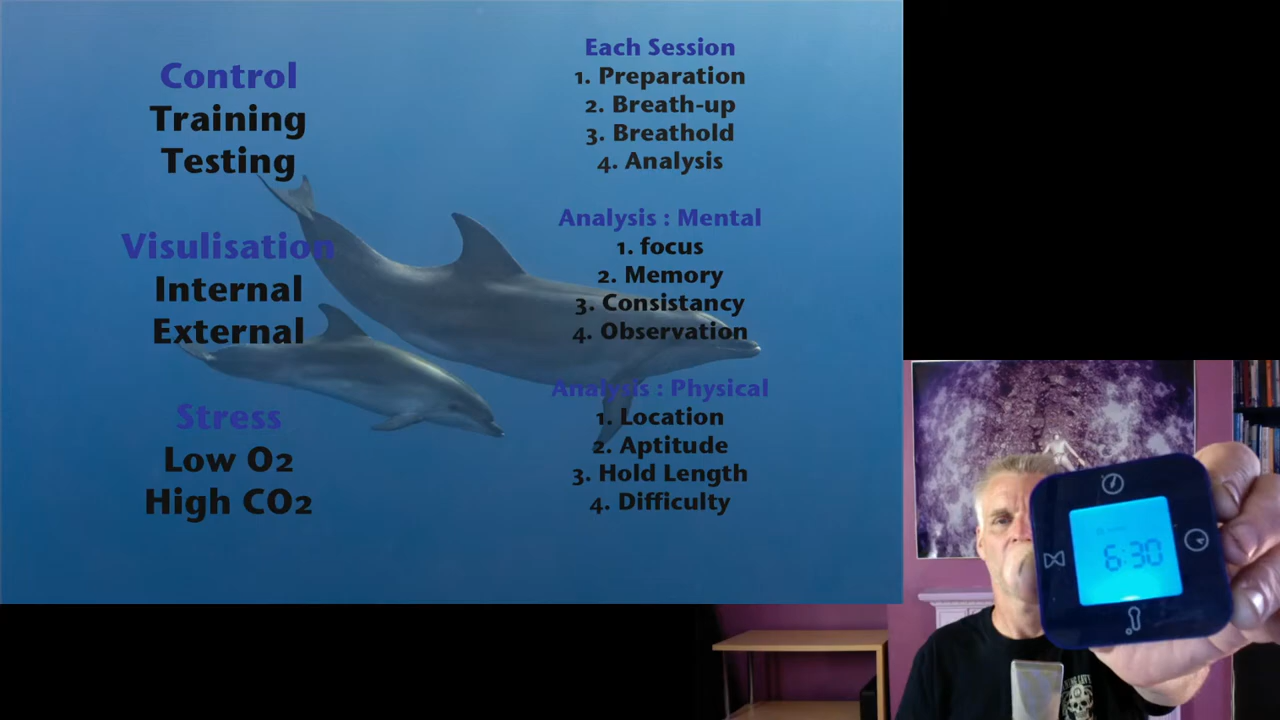 Control
Training
Testing
Visulisation
Internal
External
Stress
Low O2
High CO2
Each Session
1. Preparation
2. Breath-up
3. Breathold
4. Analysis
Analysis : Mental
1. focus
2. Memory
3. Consistancy
4. Observation
Analysis : Physical
1. Location
2. Aptitude
3. Hold Length
4. Difficulty
6:30